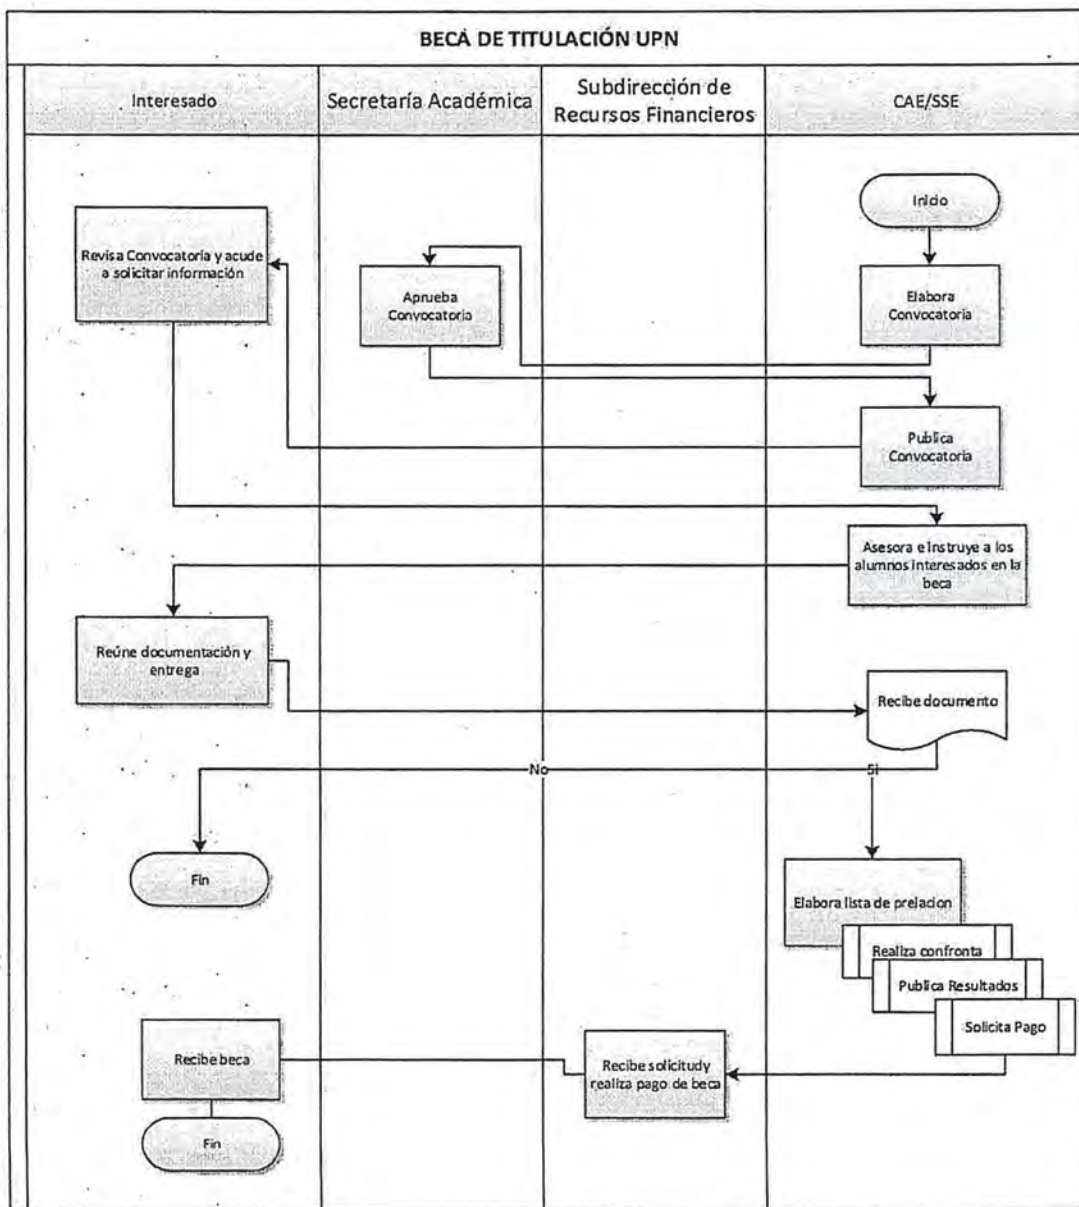 BECA DE TITULACIÓN UPN
Interesado
Secretaría Académica
Subdirección de
Recursos Financieros
CAE/SSE
Inicio
Revisa Convocatoria y acude
a solicitar información
Aprueba
Convocatoria
Elabora
Convocatoria
Publica
Convocatoria
Asesora e instruye a los
alumnos interesados en la
beca
Reúne documentación y
entrega
Recibe documento
No
Si
Fin
Elabora lista de prelacion
Realiza confronta
Publica Resultados
Solicita Pago
Recibe beca
Recibe solicitud y
realiza pago de beca
Fin